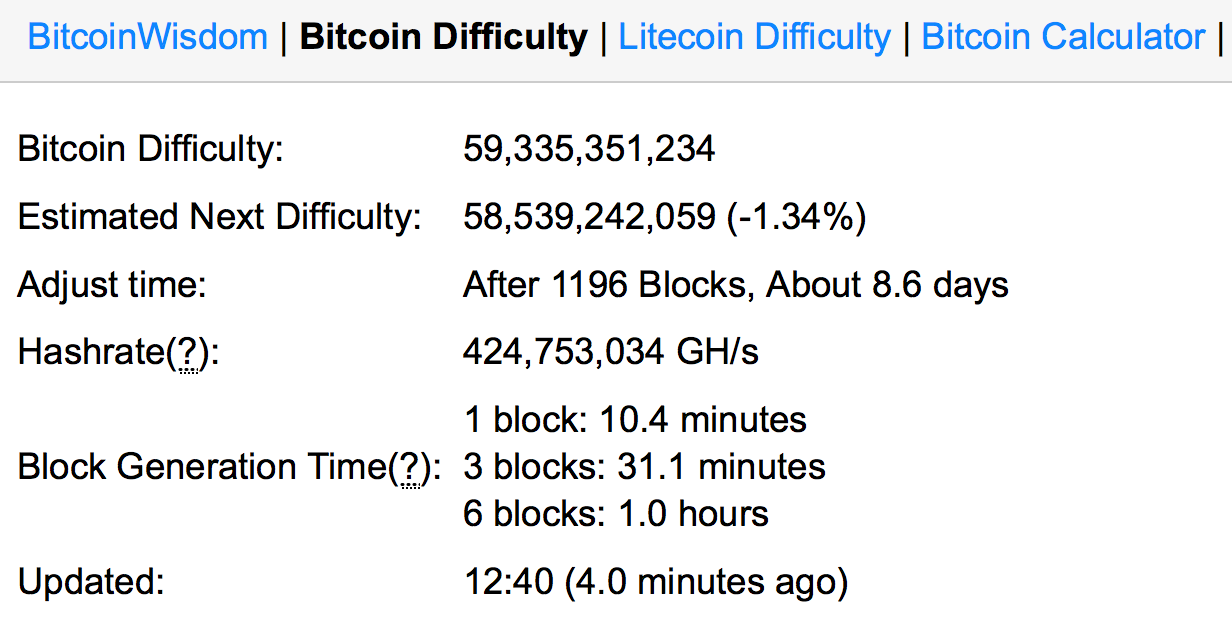 BitcoinWisdom | Bitcoin Difficulty | Litecoin Difficulty | Bitcoin Calculator |
Bitcoin Difficulty: 59,335,351,234
Estimated Next Difficulty: 58,539,242,059 (-1.34%)
Adjust time: After 1196 Blocks, About 8.6 days
Hashrate(?): 424,753,034 GH/s
1 block: 10.4 minutes
Block Generation Time(?): 3 blocks: 31.1 minutes
6 blocks: 1.0 hours
Updated: 12:40 (4.0 minutes ago)